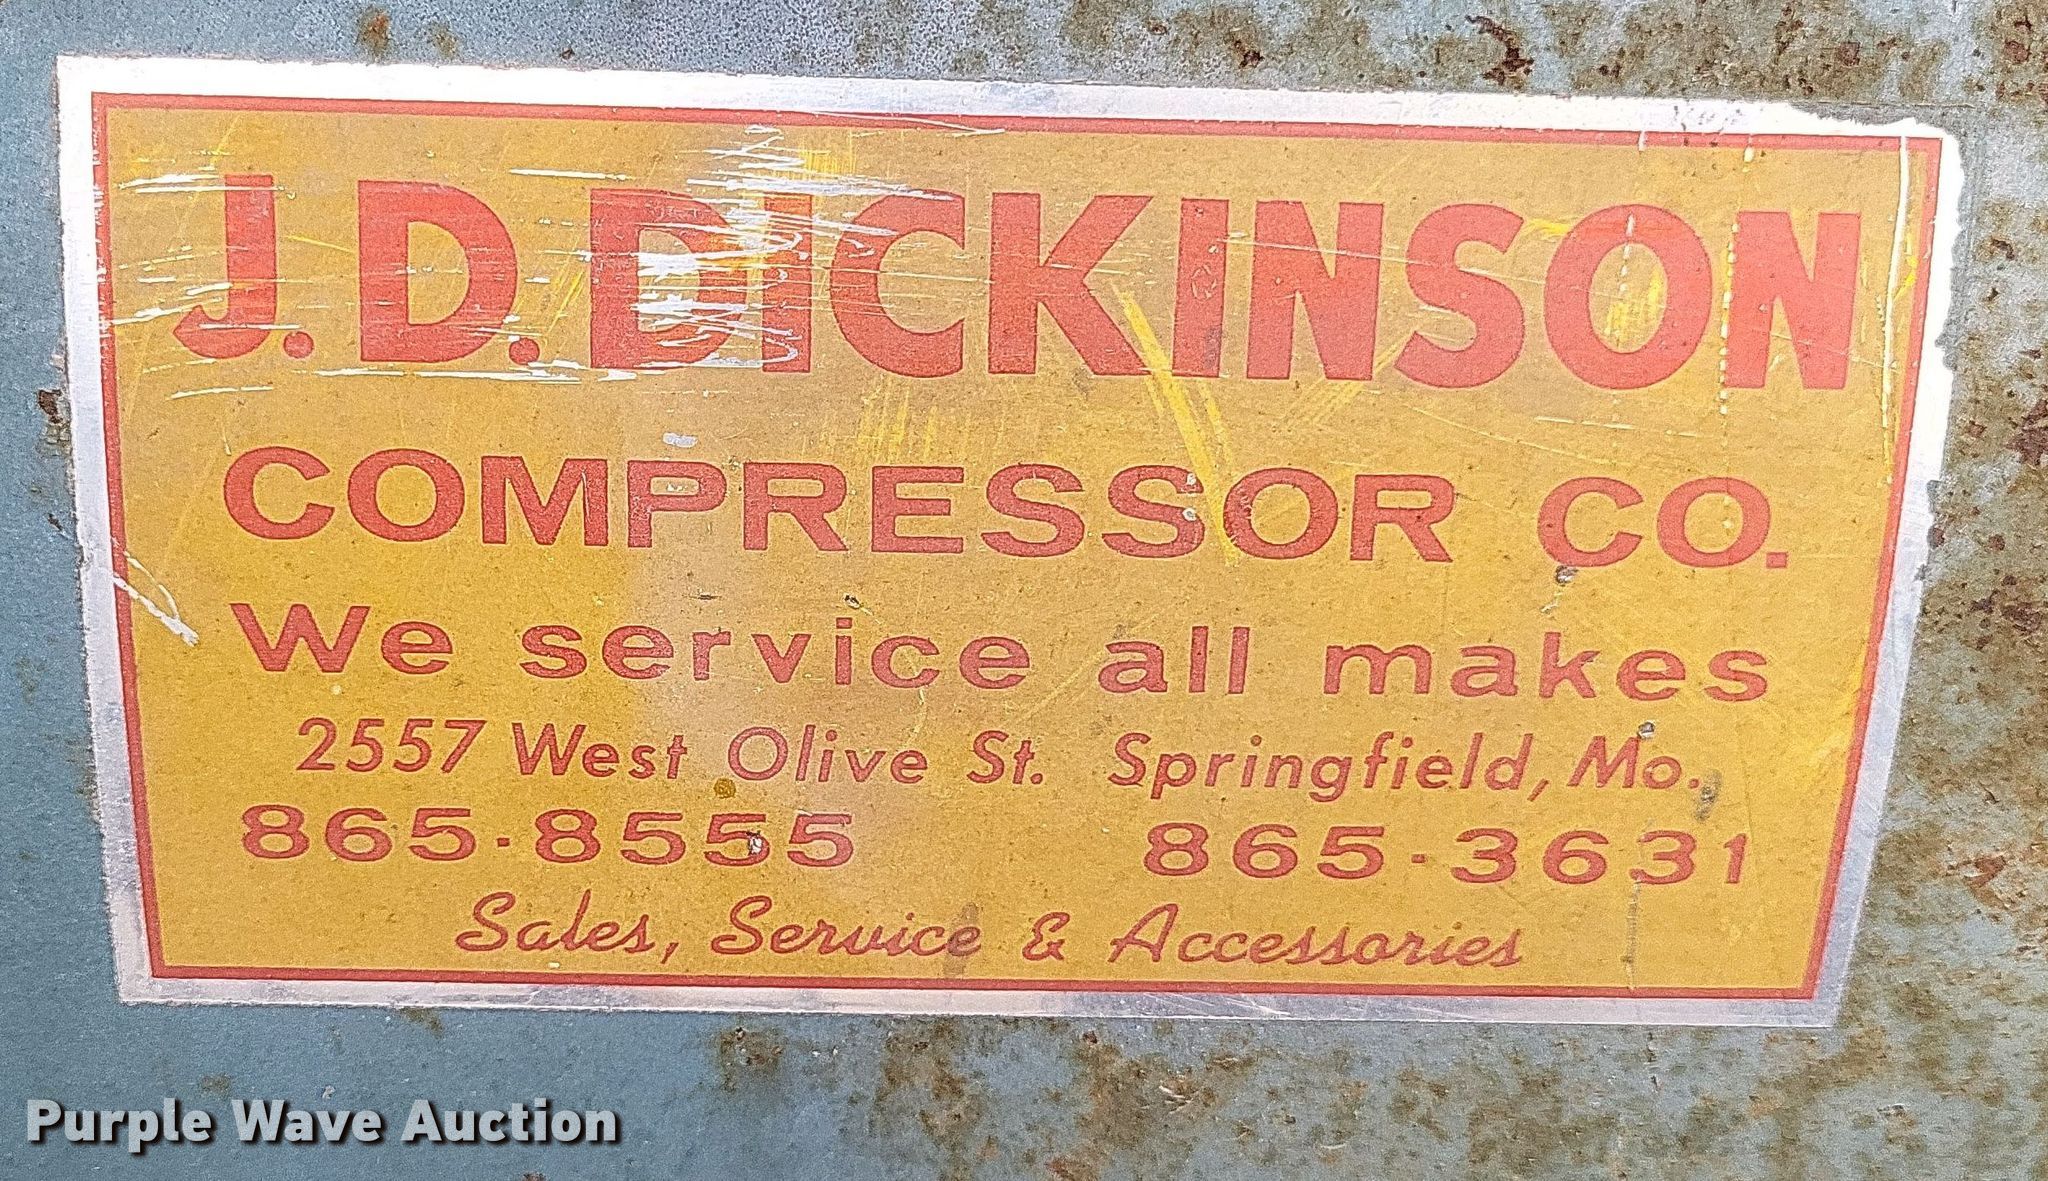 J.D. DICKINSON
COMPRESSOR CO.
We service all makes
2557 West Olive St. Springfield, Mo.
865-8555 865-3631
Sales, Service & Accessories
Purple Wave Auction